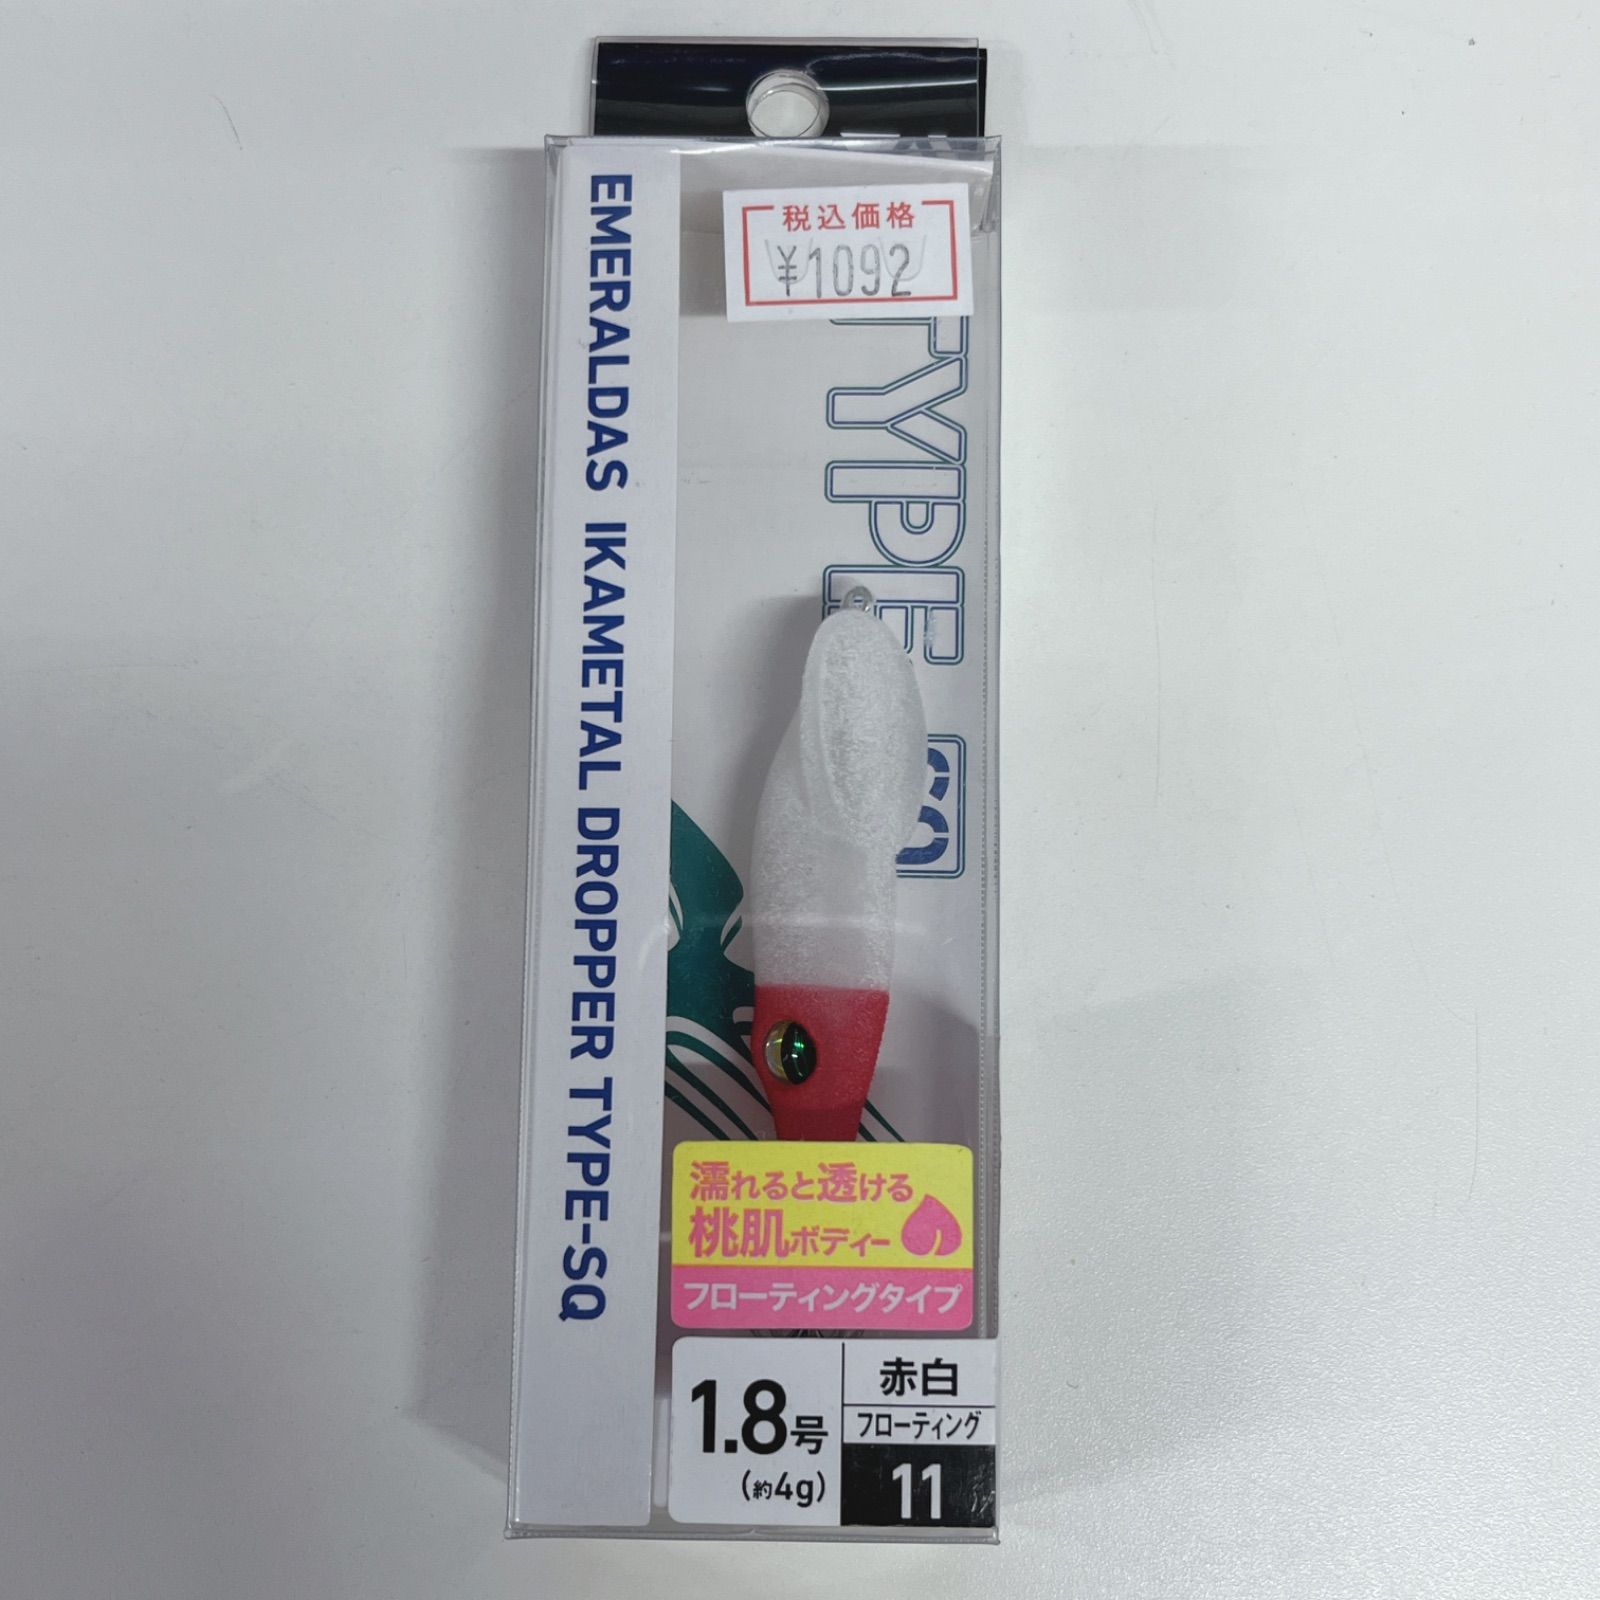 税込価格
¥1092
EMERALDAS IKAMETAL DROPPER TYPE-SQ
TYPE SQ
濡れると透ける
桃肌ボディー
フローティングタイプ
1.8号
(約4g)
赤白
フローティング
11